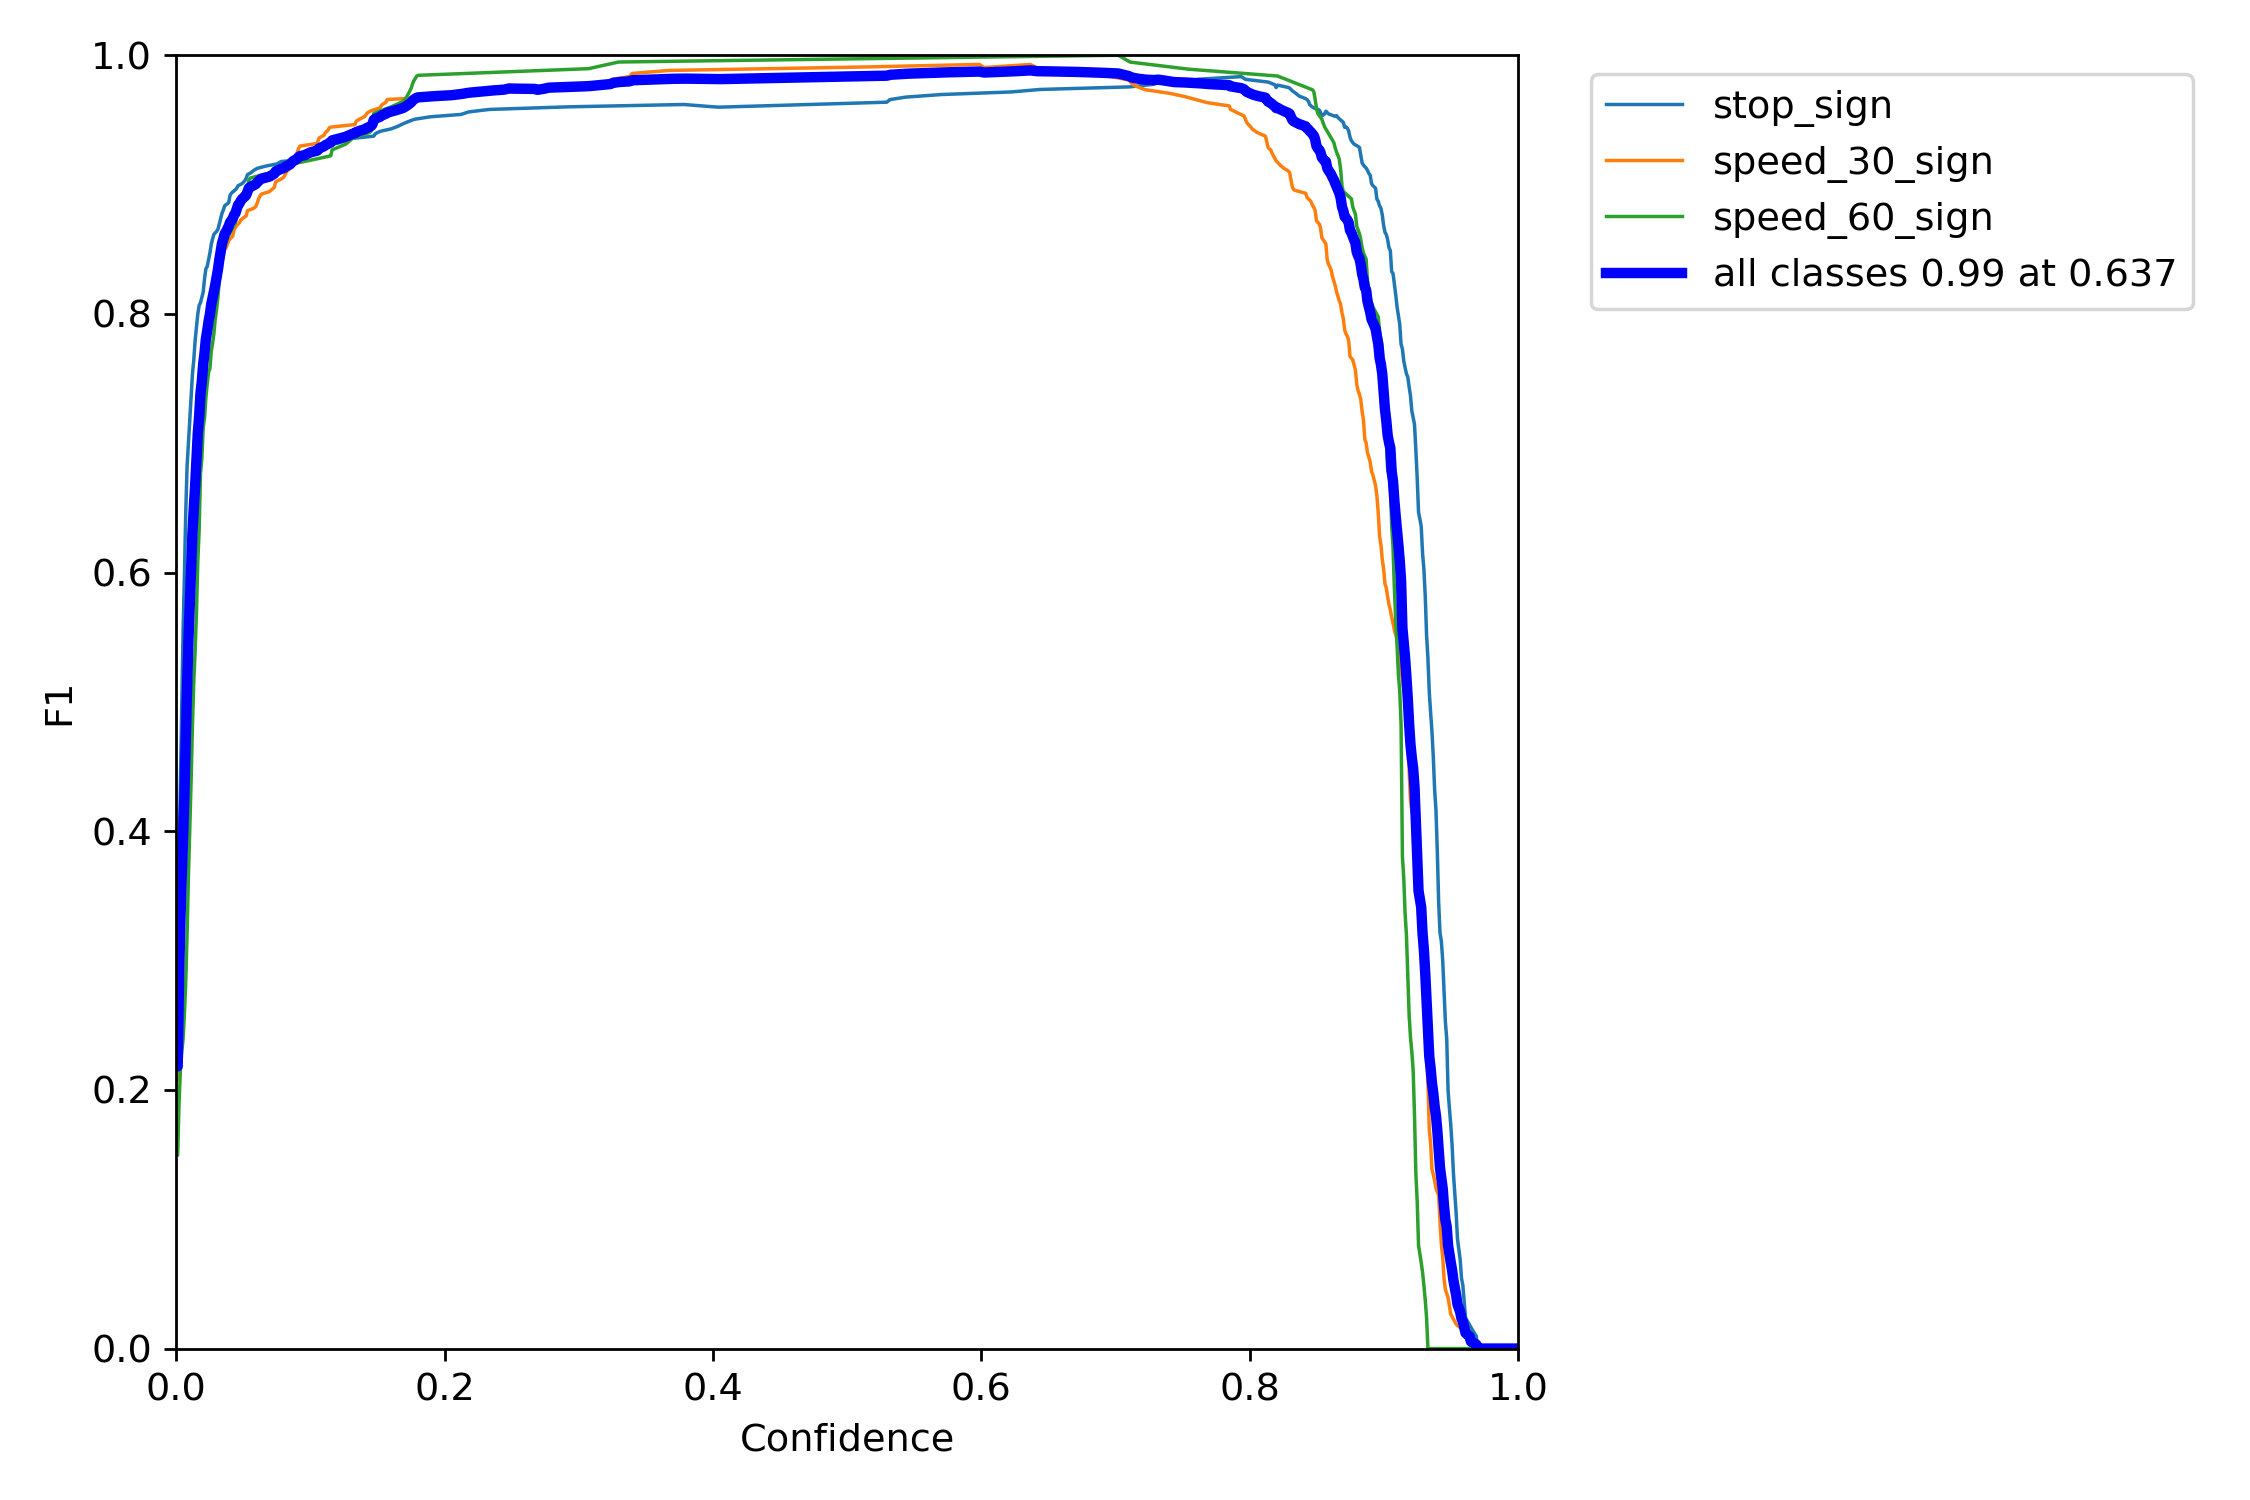 1.0
0.8
0.6
0.4
0.2
0.0
F1
0.0 0.2 0.4 0.6 0.8 1.0
Confidence
stop_sign
speed_30_sign
speed_60_sign
all classes 0.99 at 0.637